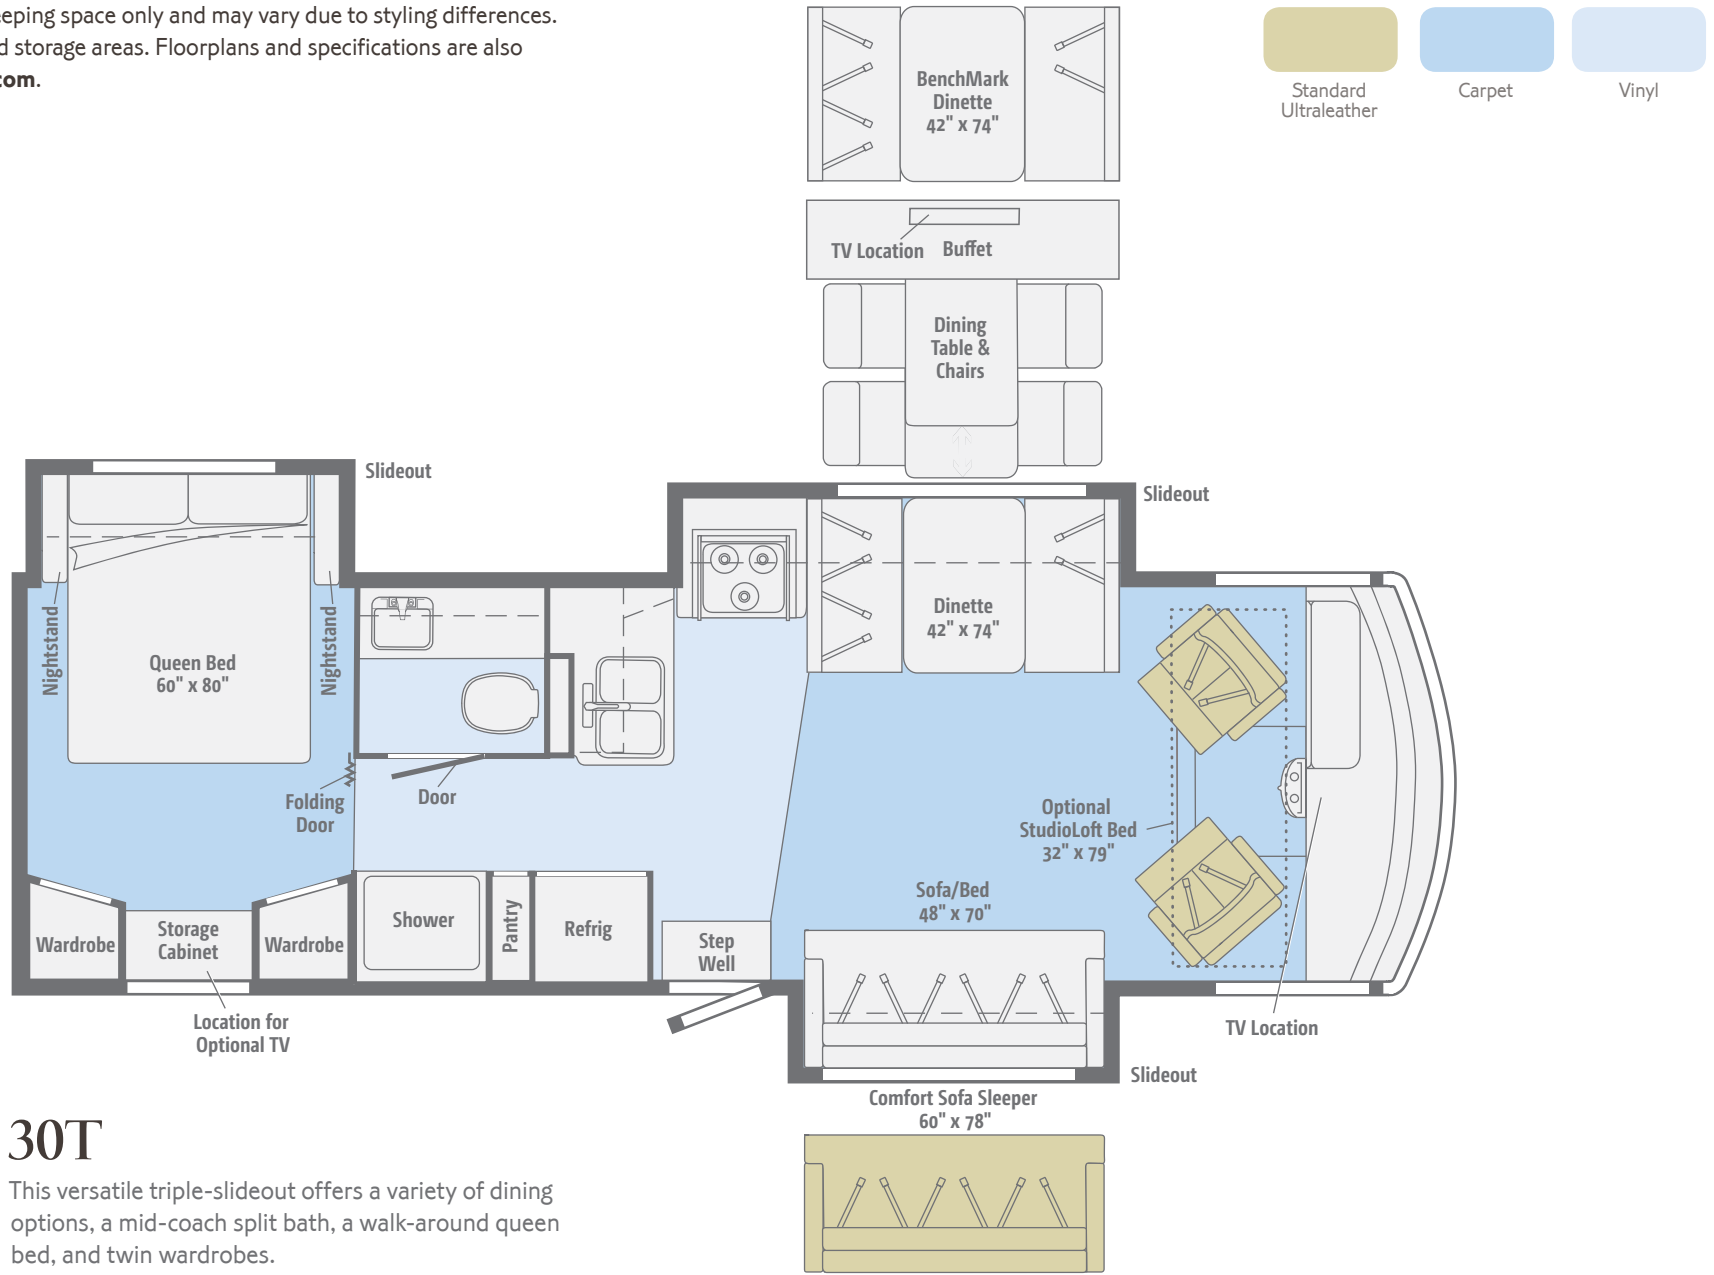 eeping space only and may vary due to styling differences.
d storage areas. Floorplans and specifications are also
com.
Standard
Ultraleather
Carpet
Vinyl
BenchMark
Dinette
42" x 74"
TV Location
Buffet
Dining
Table &
Chairs
Slideout
Slideout
Nightstand
Queen Bed
60" x 80"
Nightstand
Dinette
42" x 74"
Folding
Door
Door
Optional
StudioLoft Bed
32" x 79"
Sofa/Bed
48" x 70"
Wardrobe
Storage
Cabinet
Wardrobe
Shower
Pantry
Refrig
Step
Well
Location for
Optional TV
TV Location
Slideout
Comfort Sofa Sleeper
60" x 78"
30T
This versatile triple-slideout offers a variety of dining
options, a mid-coach split bath, a walk-around queen
bed, and twin wardrobes.